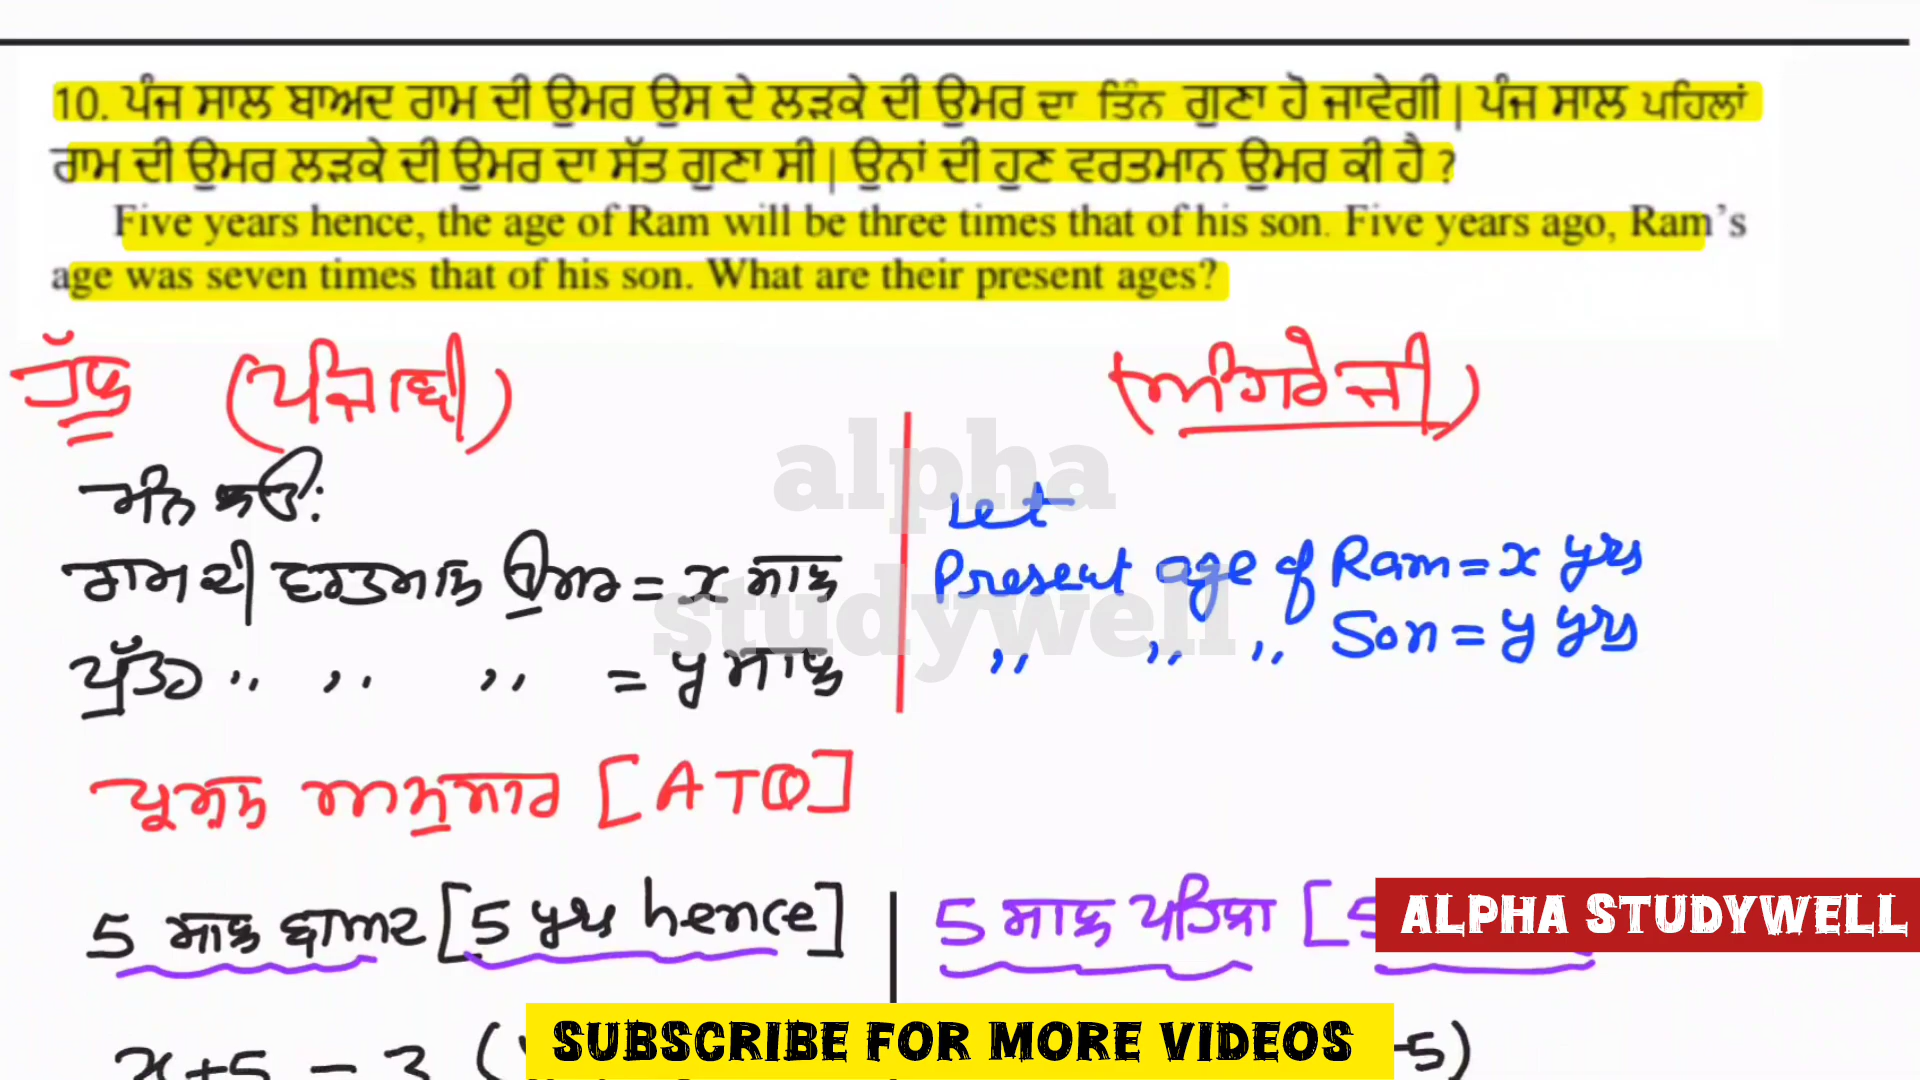 10. ਪੰਜ ਸਾਲ ਬਾਅਦ ਰਾਮ ਦੀ ਉਮਰ ਉਸ ਦੇ ਲੜਕੇ ਦੀ ਉਮਰ ਦਾ ਤਿੰਨ ਗੁਣਾ ਹੋ ਜਾਵੇਗੀ | ਪੰਜ ਸਾਲ ਪਹਿਲਾਂ
ਰਾਮ ਦੀ ਉਮਰ ਲੜਕੇ ਦੀ ਉਮਰ ਦਾ ਸੱਤ ਗੁਣਾ ਸੀ | ਉਨਾਂ ਦੀ ਹੁਣ ਵਰਤਮਾਨ ਉਮਰ ਕੀ ਹੈ ?
Five years hence, the age of Ram will be three times that of his son. Five years ago, Ram’s
age was seven times that of his son. What are their present ages?
ਹੱਲ (ਪੰਜਾਬੀ)
(ਅੰਗਰੇਜੀ)
ਮੰਨ ਲਓ:
ਰਾਮ ਦੀ ਵਰਤਮਾਨ ਉਮਰ = x ਸਾਲ
ਪੁੱਤਰ ,, ,, ,, = y ਸਾਲ
Let
Present age of Ram = x yrs
,, ,, ,, Son = y yrs
alpha
studywell
ਪ੍ਰਸ਼ਨ ਅਨੁਸਾਰ [ATQ]
5 ਸਾਲ ਬਾਅਦ [5 yrs hence]
5 ਸਾਲ ਪਹਿਲਾ [5
ALPHA STUDYWELL
x+5 = 3 (
-5)
SUBSCRIBE FOR MORE VIDEOS